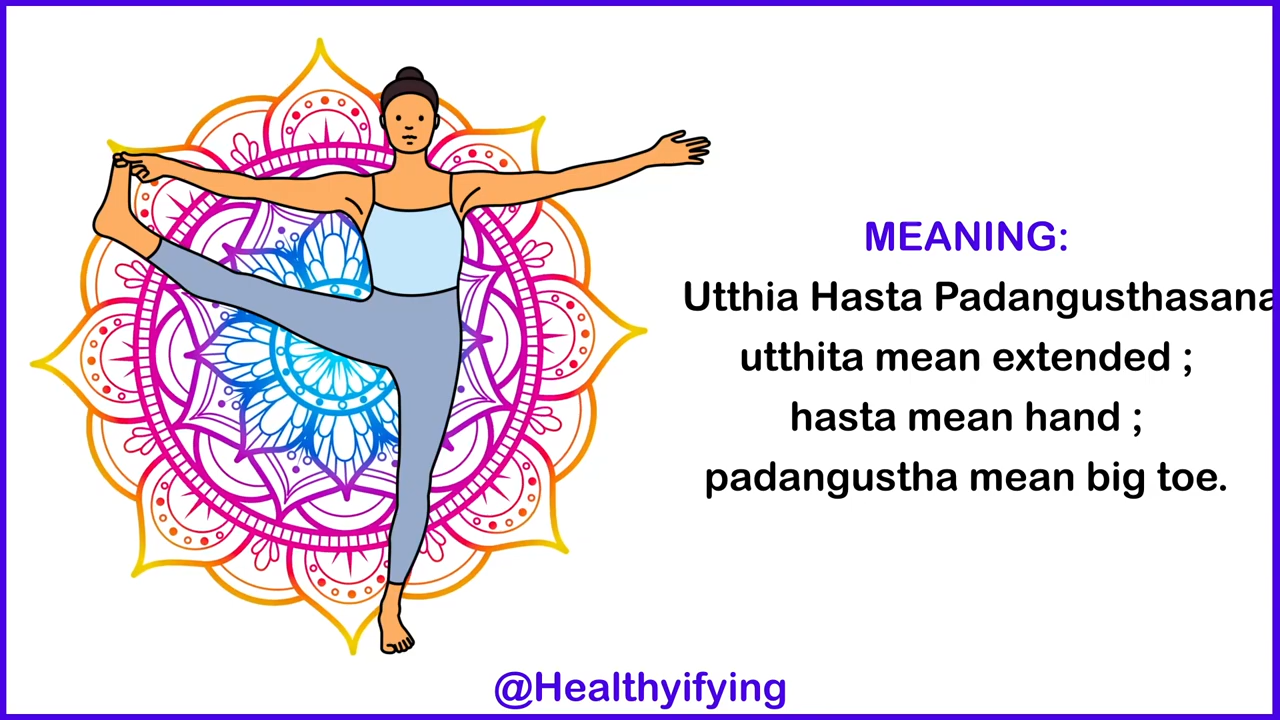 MEANING:
Utthia Hasta Padangusthasana
utthita mean extended ;
hasta mean hand ;
padangustha mean big toe.
@Healthyifying